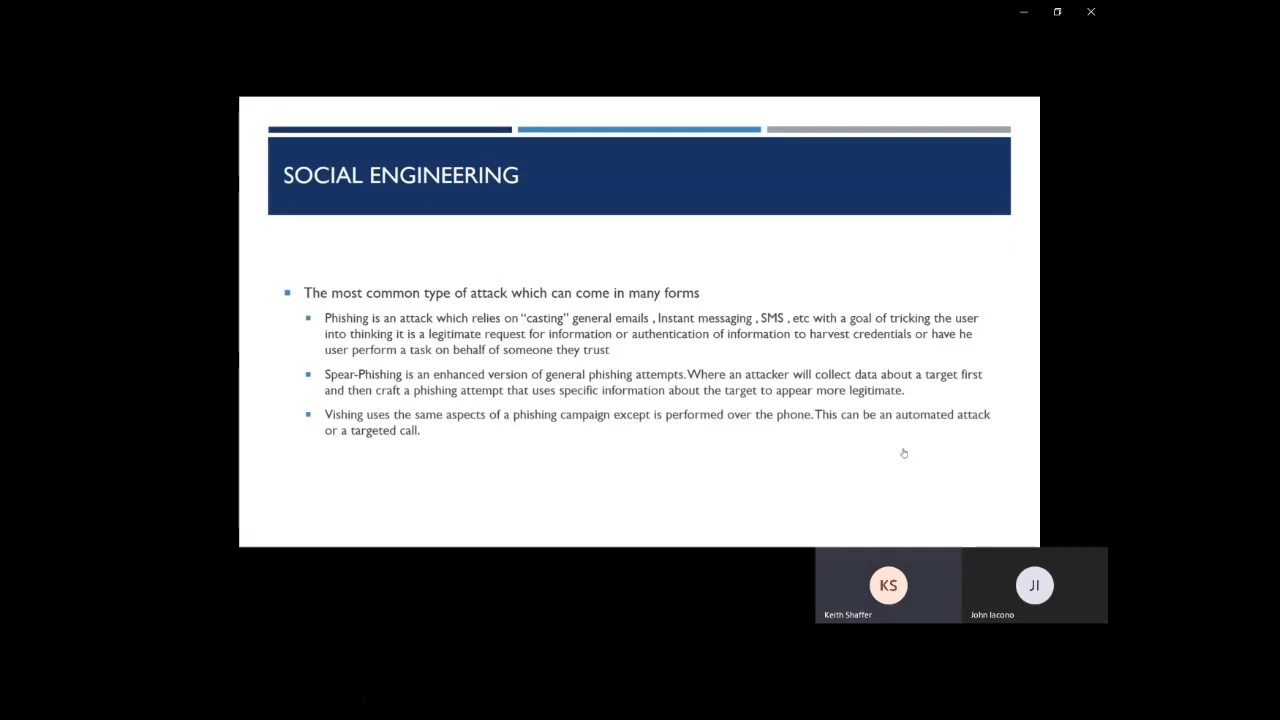 SOCIAL ENGINEERING
The most common type of attack which can come in many forms
Phishing is an attack which relies on “casting” general emails , Instant messaging , SMS , etc with a goal of tricking the user
into thinking it is a legitimate request for information or authentication of information to harvest credentials or have he
user perform a task on behalf of someone they trust
Spear-Phishing is an enhanced version of general phishing attempts. Where an attacker will collect data about a target first
and then craft a phishing attempt that uses specific information about the target to appear more legitimate.
Vishing uses the same aspects of a phishing campaign except is performed over the phone. This can be an automated attack
or a targeted call.
KS
JI
Keith Shaffer
John Iacono